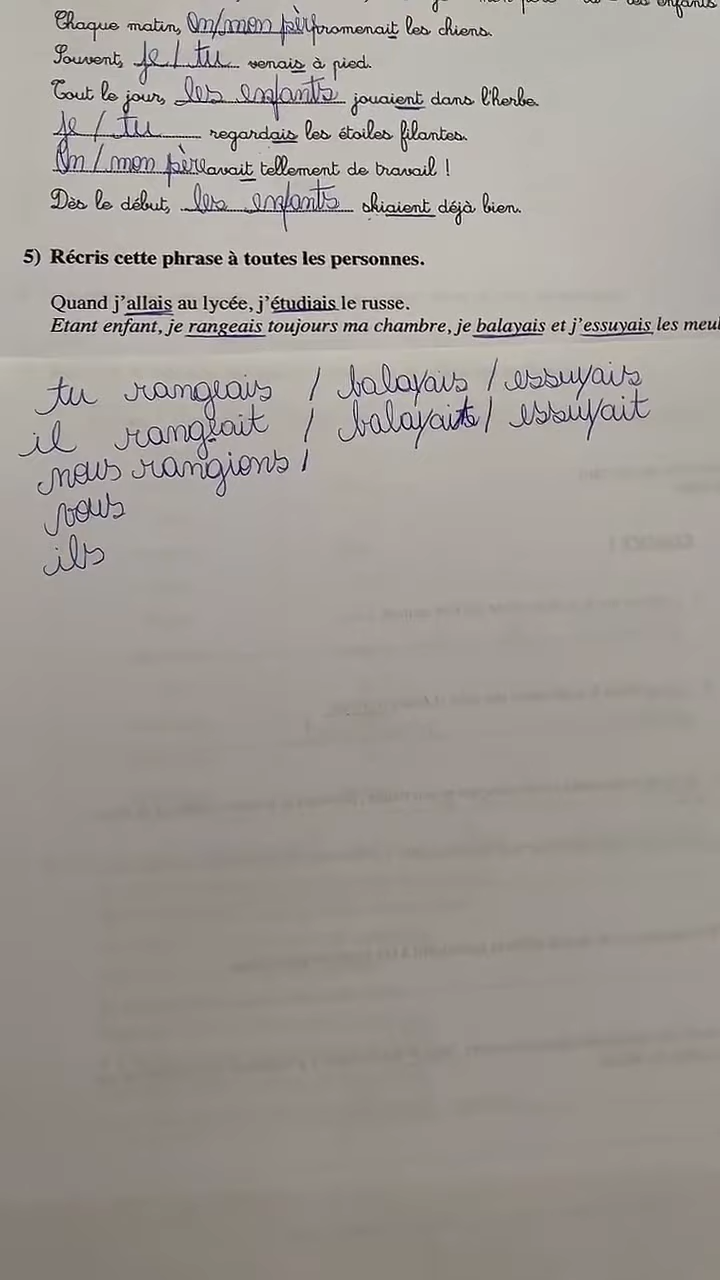 Chaque matin, On/mon père promenait les chiens.
Souvent, je / tu venais à pied.
Tout le jour, les enfants jouaient dans l'herbe.
je / tu regardais les étoiles filantes.
On / mon père avait tellement de travail !
Dès le début, les enfants skiaient déjà bien.
5) Récris cette phrase à toutes les personnes.
Quand j'allais au lycée, j'étudiais le russe.
Etant enfant, je rangeais toujours ma chambre, je balayais et j'essuyais les meu
tu rangeais / balayais / essuyais
il rangeait / balayait / essuyait
nous rangions /
vous
ils